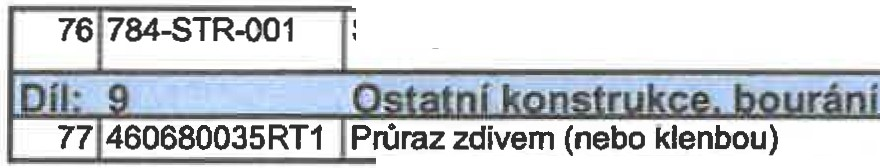 76 784-STR-001
Díl: 9 Ostatní konstrukce, bourání
77 460680035RT1 Průraz zdivem (nebo klenbou)